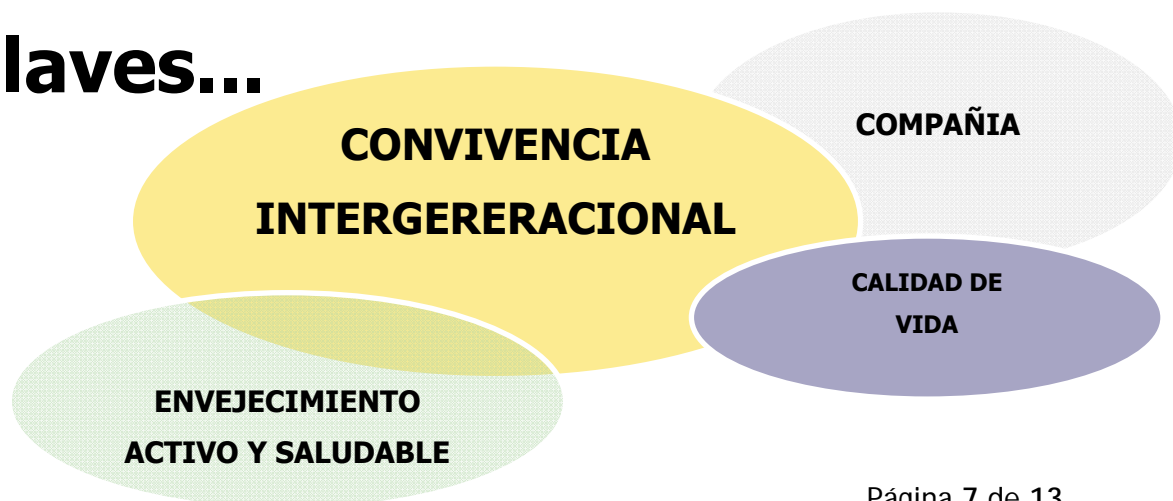 laves...
CONVIVENCIA
INTERGERERACIONAL
COMPAÑIA
CALIDAD DE
VIDA
ENVEJECIMIENTO
ACTIVO Y SALUDABLE
Página 7 de 13